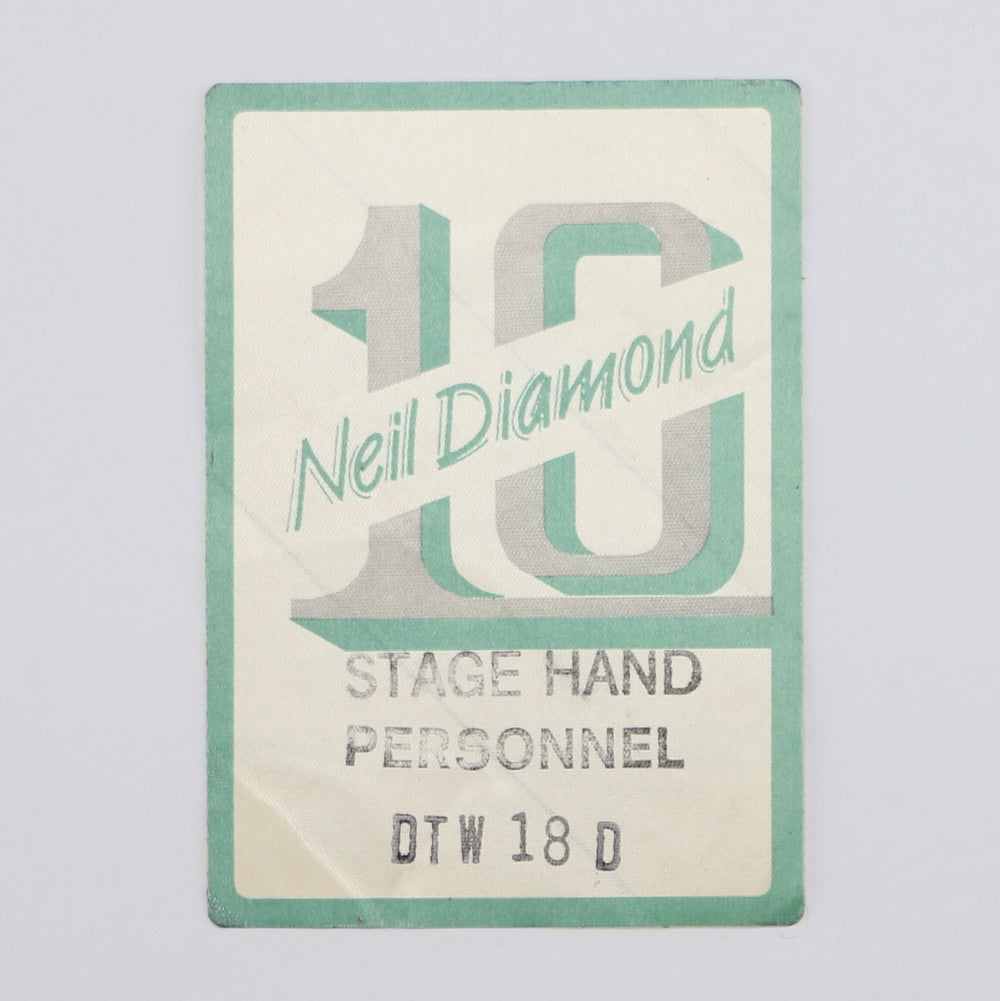 10
Neil Diamond
STAGE HAND
PERSONNEL
DTW 18 D